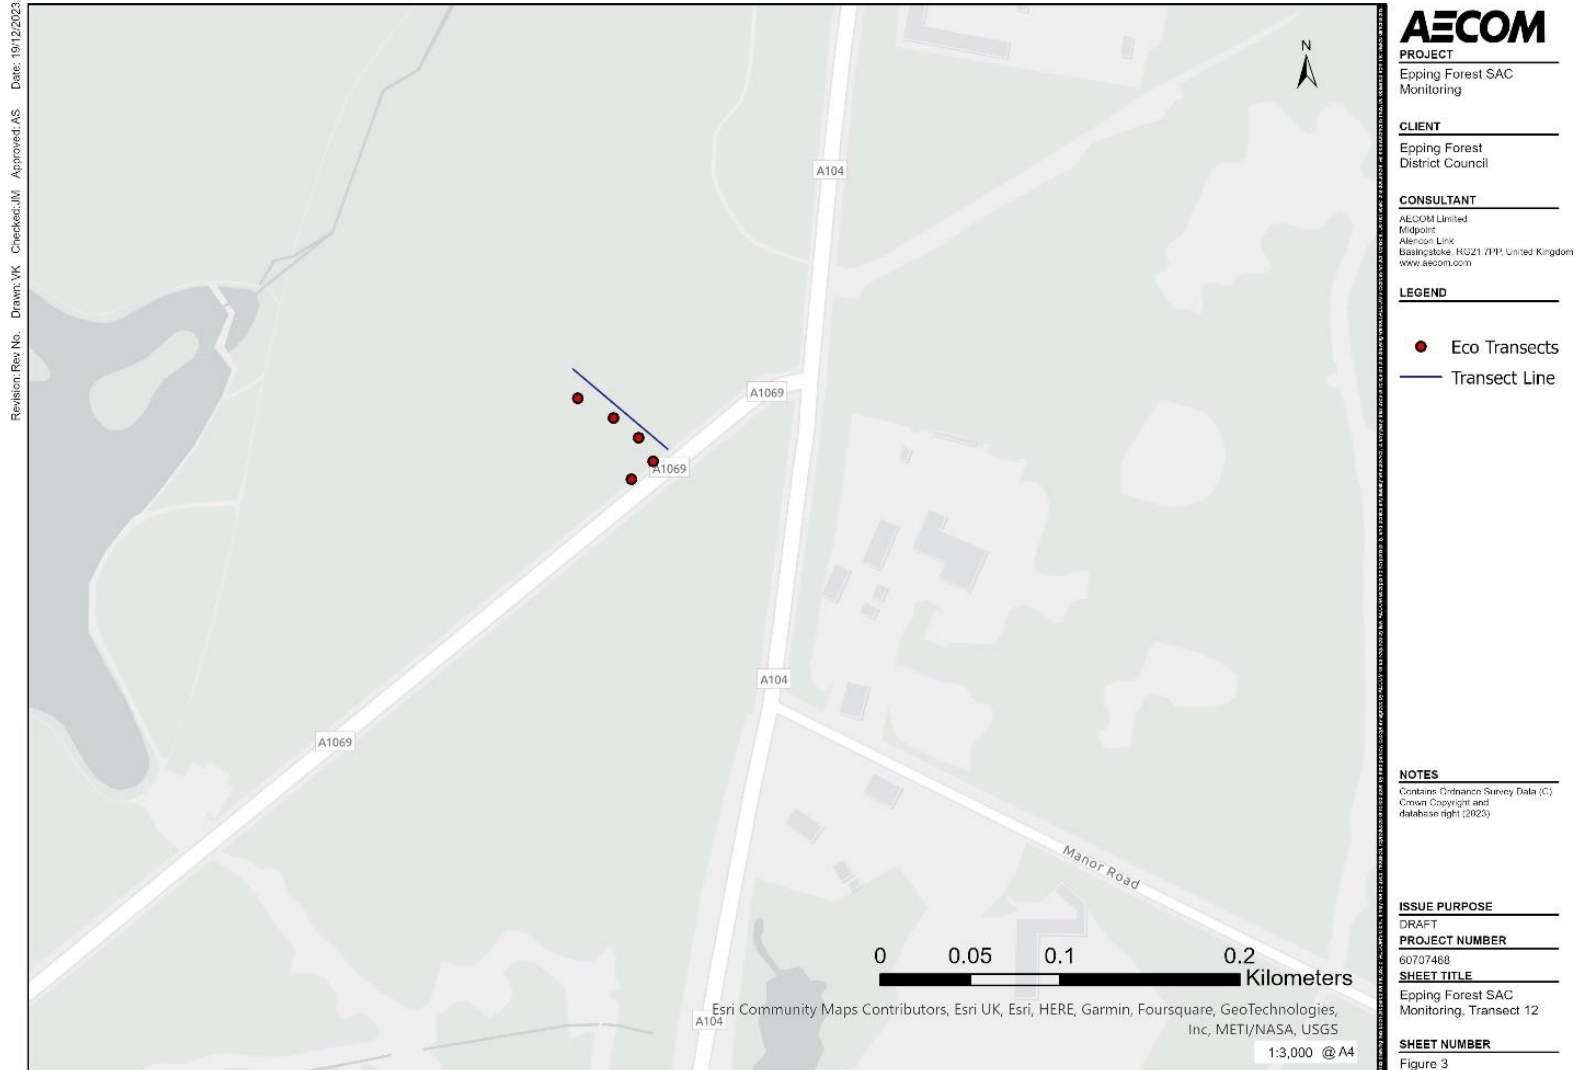 Revision: Rev No. Drawn: VK Checked: JM Approved: AS Date: 19/12/2023
N
A104
A1069
A1069
A104
A1069
Manor Road
A104
0 0.05 0.1 0.2
Kilometers
Esri Community Maps Contributors, Esri UK, Esri, HERE, Garmin, Foursquare, GeoTechnologies,
Inc, METI/NASA, USGS
1:3,000 @ A4
AECOM
PROJECT
Epping Forest SAC
Monitoring
CLIENT
Epping Forest
District Council
CONSULTANT
AECOM Limited
Midpoint
Alencon Link
Basingstoke, RG21 7PP, United Kingdom
www.aecom.com
LEGEND
Eco Transects
Transect Line
NOTES
Contains Ordnance Survey Data (C)
Crown Copyright and
database right (2023)
ISSUE PURPOSE
DRAFT
PROJECT NUMBER
60707468
SHEET TITLE
Epping Forest SAC
Monitoring, Transect 12
SHEET NUMBER
Figure 3